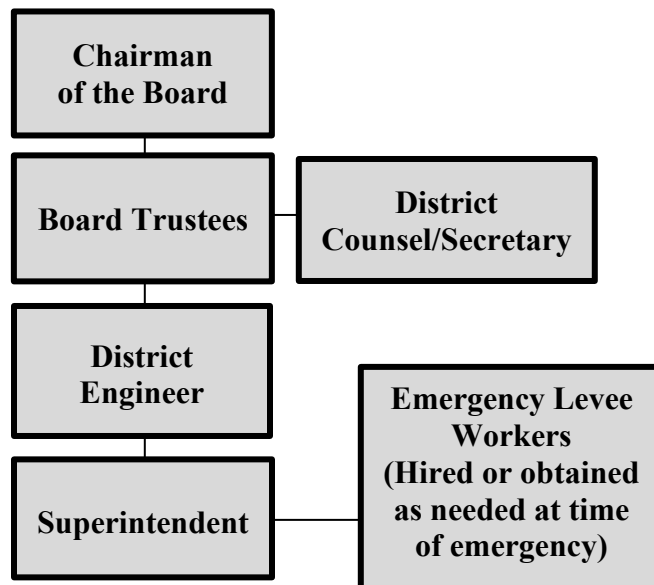 Chairman
of the Board
Board Trustees
District
Counsel/Secretary
District
Engineer
Superintendent
Emergency Levee
Workers
(Hired or obtained
as needed at time
of emergency)